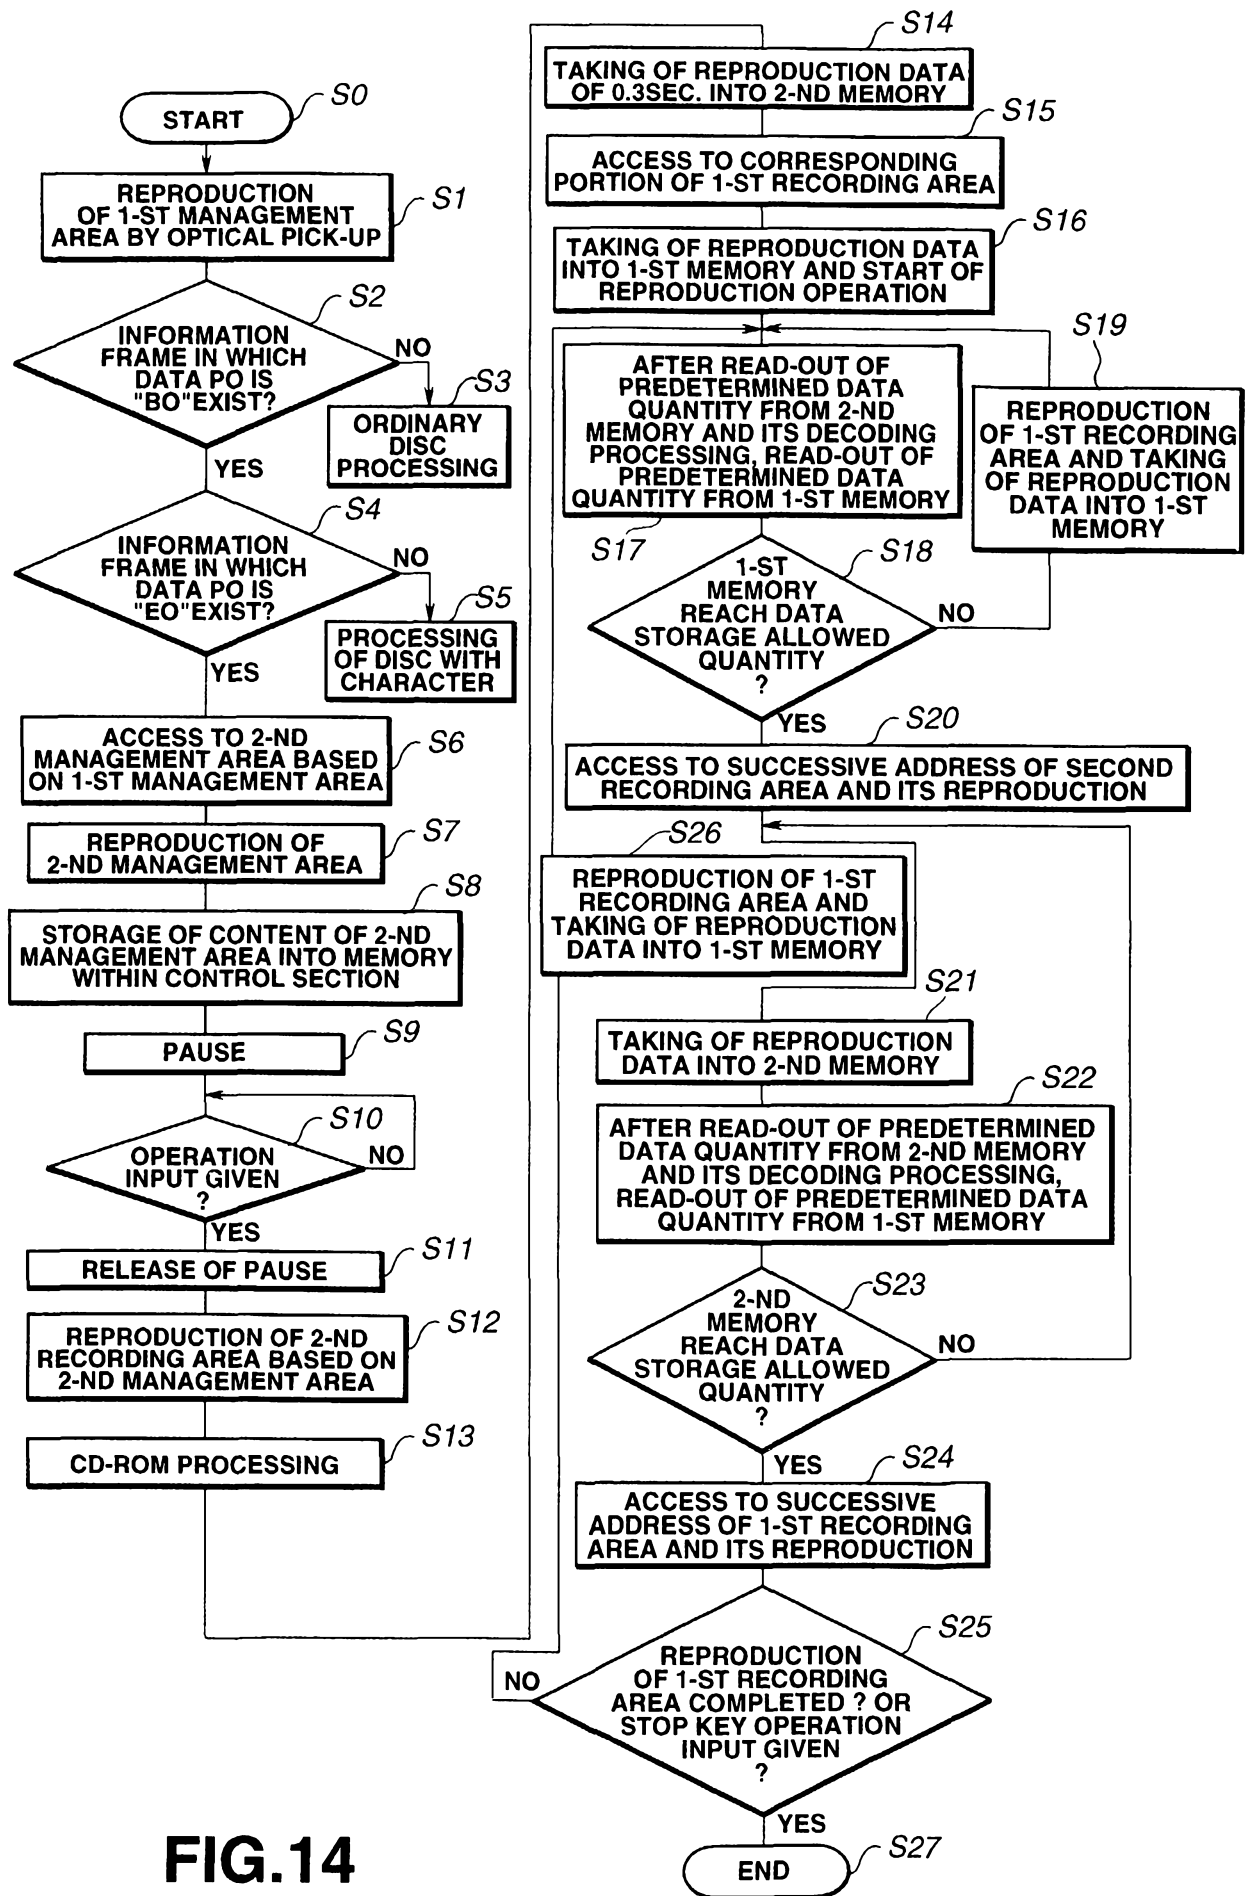 START
S0
REPRODUCTION
OF 1-ST MANAGEMENT
AREA BY OPTICAL PICK-UP
S1
INFORMATION
FRAME IN WHICH
DATA PO IS
"BO"EXIST?
S2
NO
YES
ORDINARY
DISC
PROCESSING
S3
INFORMATION
FRAME IN WHICH
DATA PO IS
"EO"EXIST?
S4
NO
YES
PROCESSING
OF DISC WITH
CHARACTER
S5
ACCESS TO 2-ND
MANAGEMENT AREA BASED
ON 1-ST MANAGEMENT AREA
S6
REPRODUCTION OF
2-ND MANAGEMENT AREA
S7
STORAGE OF CONTENT OF 2-ND
MANAGEMENT AREA INTO MEMORY
WITHIN CONTROL SECTION
S8
PAUSE
S9
OPERATION
INPUT GIVEN
?
S10
NO
YES
RELEASE OF PAUSE
S11
REPRODUCTION OF 2-ND
RECORDING AREA BASED ON
2-ND MANAGEMENT AREA
S12
CD-ROM PROCESSING
S13
S14
TAKING OF REPRODUCTION DATA
OF 0.3SEC. INTO 2-ND MEMORY
S15
ACCESS TO CORRESPONDING
PORTION OF 1-ST RECORDING AREA
S16
TAKING OF REPRODUCTION DATA
INTO 1-ST MEMORY AND START OF
REPRODUCTION OPERATION
AFTER READ-OUT OF
PREDETERMINED DATA
QUANTITY FROM 2-ND
MEMORY AND ITS DECODING
PROCESSING, READ-OUT OF
PREDETERMINED DATA
QUANTITY FROM 1-ST MEMORY
S17
1-ST
MEMORY
REACH DATA
STORAGE ALLOWED
QUANTITY
?
S18
NO
YES
S19
REPRODUCTION
OF 1-ST RECORDING
AREA AND TAKING
OF REPRODUCTION
DATA INTO 1-ST
MEMORY
S20
ACCESS TO SUCCESSIVE ADDRESS OF SECOND
RECORDING AREA AND ITS REPRODUCTION
S26
REPRODUCTION OF 1-ST
RECORDING AREA AND
TAKING OF REPRODUCTION
DATA INTO 1-ST MEMORY
S21
TAKING OF REPRODUCTION
DATA INTO 2-ND MEMORY
S22
AFTER READ-OUT OF PREDETERMINED
DATA QUANTITY FROM 2-ND MEMORY
AND ITS DECODING PROCESSING,
READ-OUT OF PREDETERMINED DATA
QUANTITY FROM 1-ST MEMORY
S23
2-ND
MEMORY
REACH DATA
STORAGE ALLOWED
QUANTITY
?
NO
YES
S24
ACCESS TO SUCCESSIVE
ADDRESS OF 1-ST RECORDING
AREA AND ITS REPRODUCTION
S25
REPRODUCTION
OF 1-ST RECORDING
AREA COMPLETED ? OR
STOP KEY OPERATION
INPUT GIVEN
?
NO
YES
END
S27
FIG.14